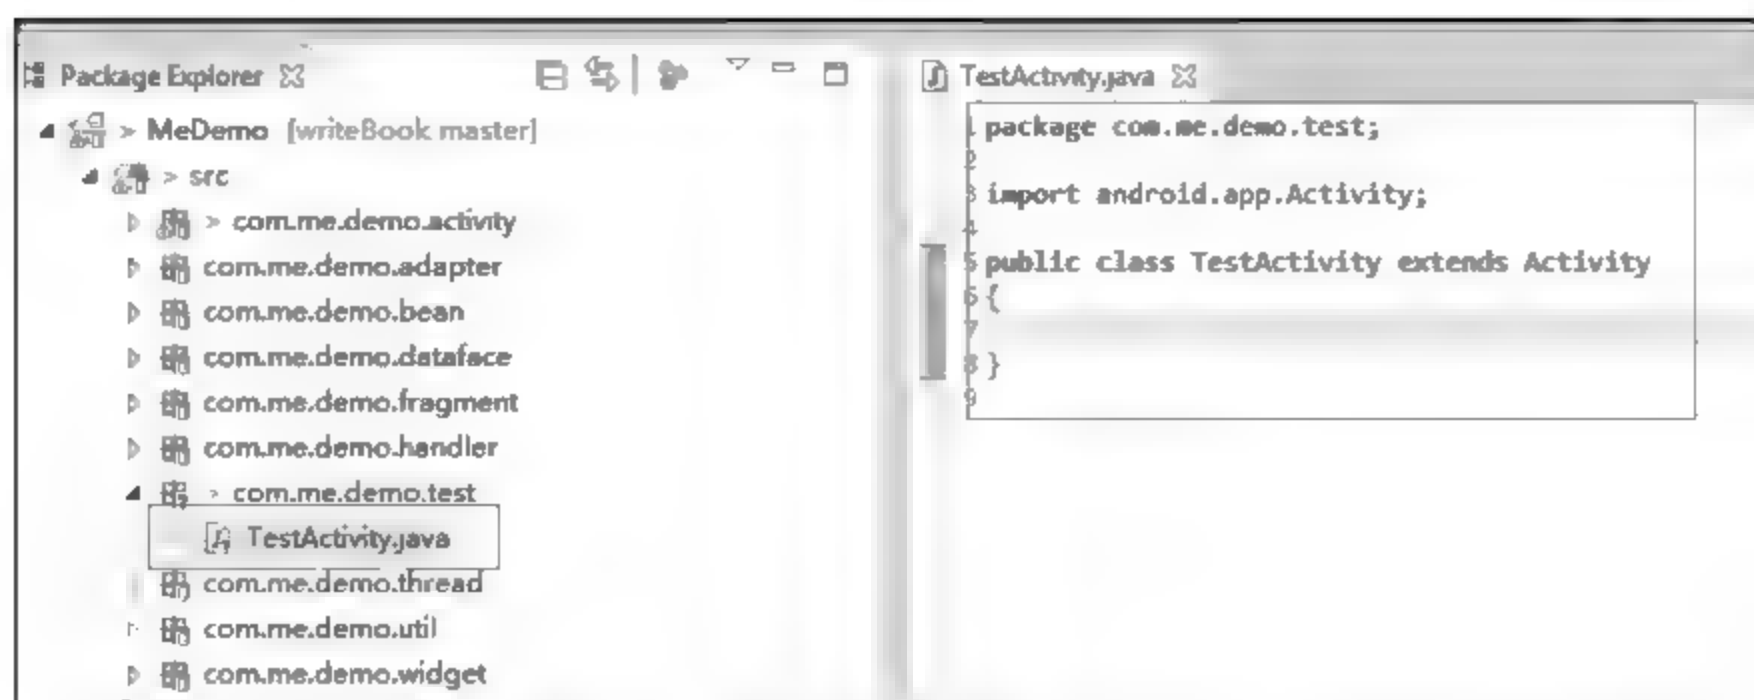 Package Explorer
> MeDemo [writeBook master]
> src
> com.me.demo.activity
com.me.demo.adapter
com.me.demo.bean
com.me.demo.dataface
com.me.demo.fragment
com.me.demo.handler
> com.me.demo.test
TestActivity.java
com.me.demo.thread
com.me.demo.util
com.me.demo.widget
TestActivity.java
1 package com.me.demo.test;
2
3 import android.app.Activity;
4
5 public class TestActivity extends Activity
6 {
7
8 }
9